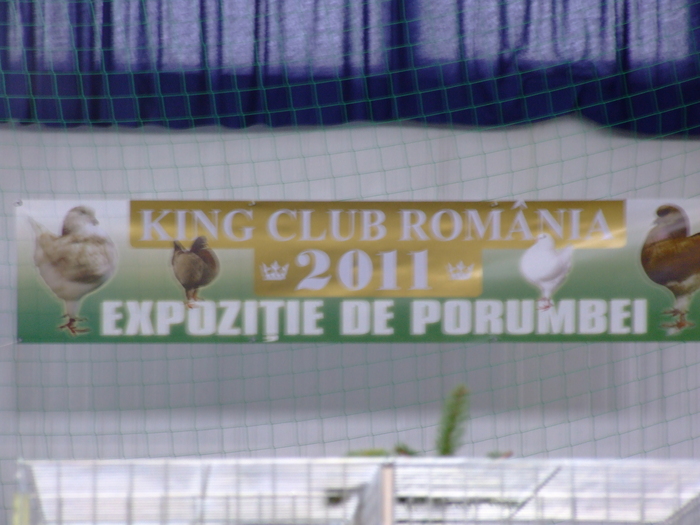 KING CLUB ROMÂNIA
2011
EXPOZIȚIE DE PORUMBEI